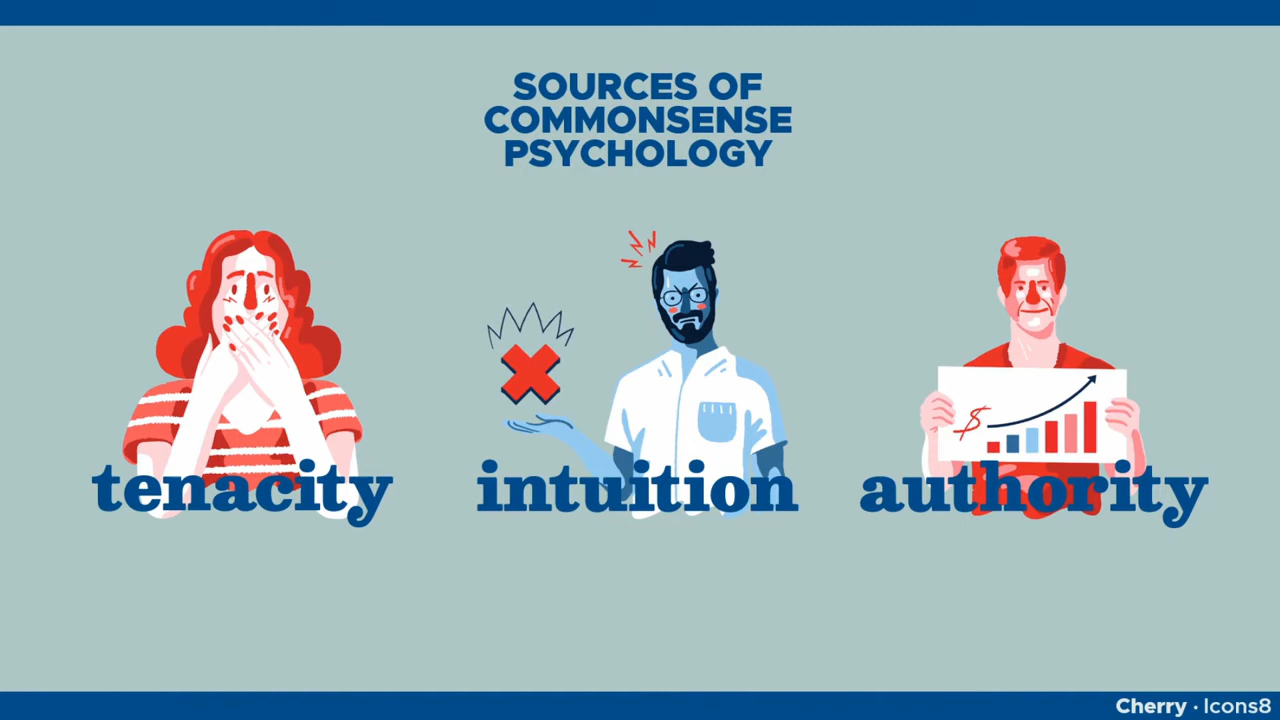 SOURCES OF
COMMONSENSE
PSYCHOLOGY
$
tenacity
intuition
authority
Cherry · Icons8